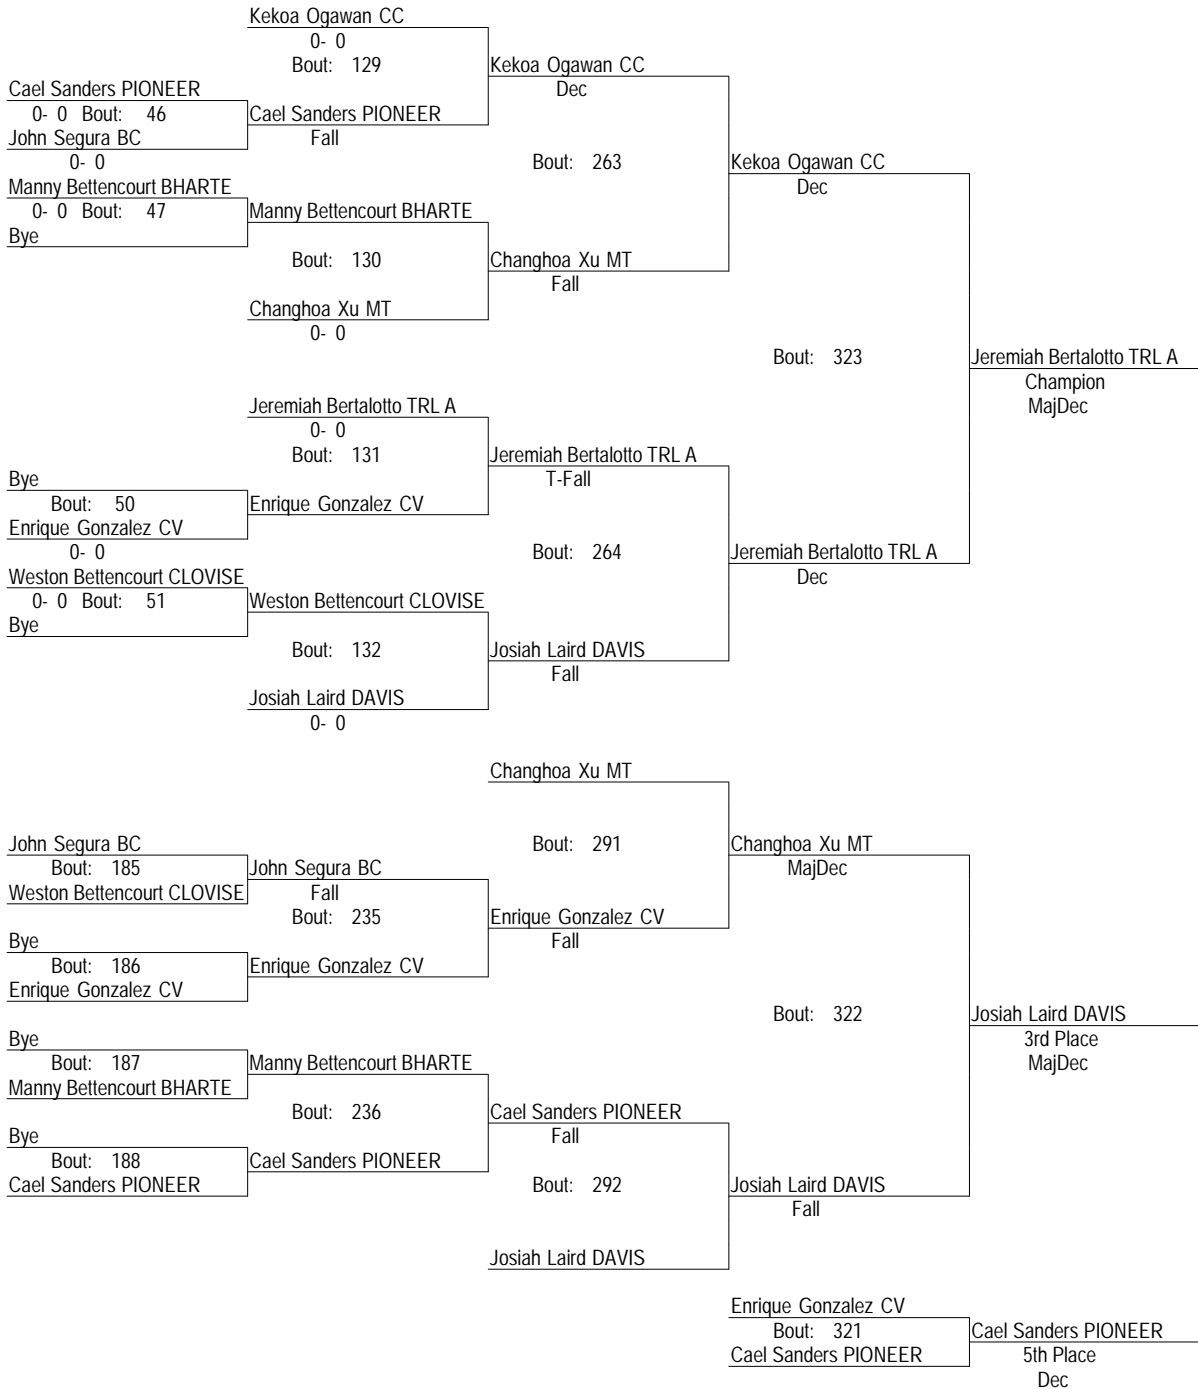 Kekoa Ogawan CC
0- 0
Bout: 129
Kekoa Ogawan CC
Dec
Cael Sanders PIONEER
0- 0 Bout: 46
Cael Sanders PIONEER
John Segura BC
Fall
0- 0
Bout: 263
Kekoa Ogawan CC
Dec
Manny Bettencourt BHARTE
0- 0 Bout: 47
Manny Bettencourt BHARTE
Bye
Bout: 130
Changhoa Xu MT
Fall
Changhoa Xu MT
0- 0
Bout: 323
Jeremiah Bertalotto TRL A
Champion
MajDec
Jeremiah Bertalotto TRL A
0- 0
Bout: 131
Jeremiah Bertalotto TRL A
T-Fall
Bye
Bout: 50
Enrique Gonzalez CV
Enrique Gonzalez CV
0- 0
Bout: 264
Jeremiah Bertalotto TRL A
Dec
Weston Bettencourt CLOVISE
0- 0 Bout: 51
Weston Bettencourt CLOVISE
Bye
Bout: 132
Josiah Laird DAVIS
Fall
Josiah Laird DAVIS
0- 0
Changhoa Xu MT
John Segura BC
Bout: 291
Changhoa Xu MT
Bout: 185
John Segura BC
MajDec
Weston Bettencourt CLOVISE
Fall
Bout: 235
Enrique Gonzalez CV
Fall
Bye
Bout: 186
Enrique Gonzalez CV
Enrique Gonzalez CV
Bout: 322
Josiah Laird DAVIS
3rd Place
MajDec
Bye
Bout: 187
Manny Bettencourt BHARTE
Manny Bettencourt BHARTE
Bout: 236
Cael Sanders PIONEER
Fall
Bye
Bout: 188
Cael Sanders PIONEER
Cael Sanders PIONEER
Bout: 292
Josiah Laird DAVIS
Fall
Josiah Laird DAVIS
Enrique Gonzalez CV
Bout: 321
Cael Sanders PIONEER
Cael Sanders PIONEER
5th Place
Dec